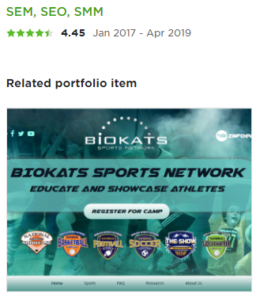 SEM, SEO, SMM
4.45 Jan 2017 - Apr 2019
Related portfolio item
BIOKATS
SPORTS NETWORK
BIOKATS SPORTS NETWORK
EDUCATE AND SHOWCASE ATHLETES
REGISTER FOR CAMP
BASKETBALL
FOOTBALL
SOCCER
THE SHOW
Home Sports FAQ Research About Us